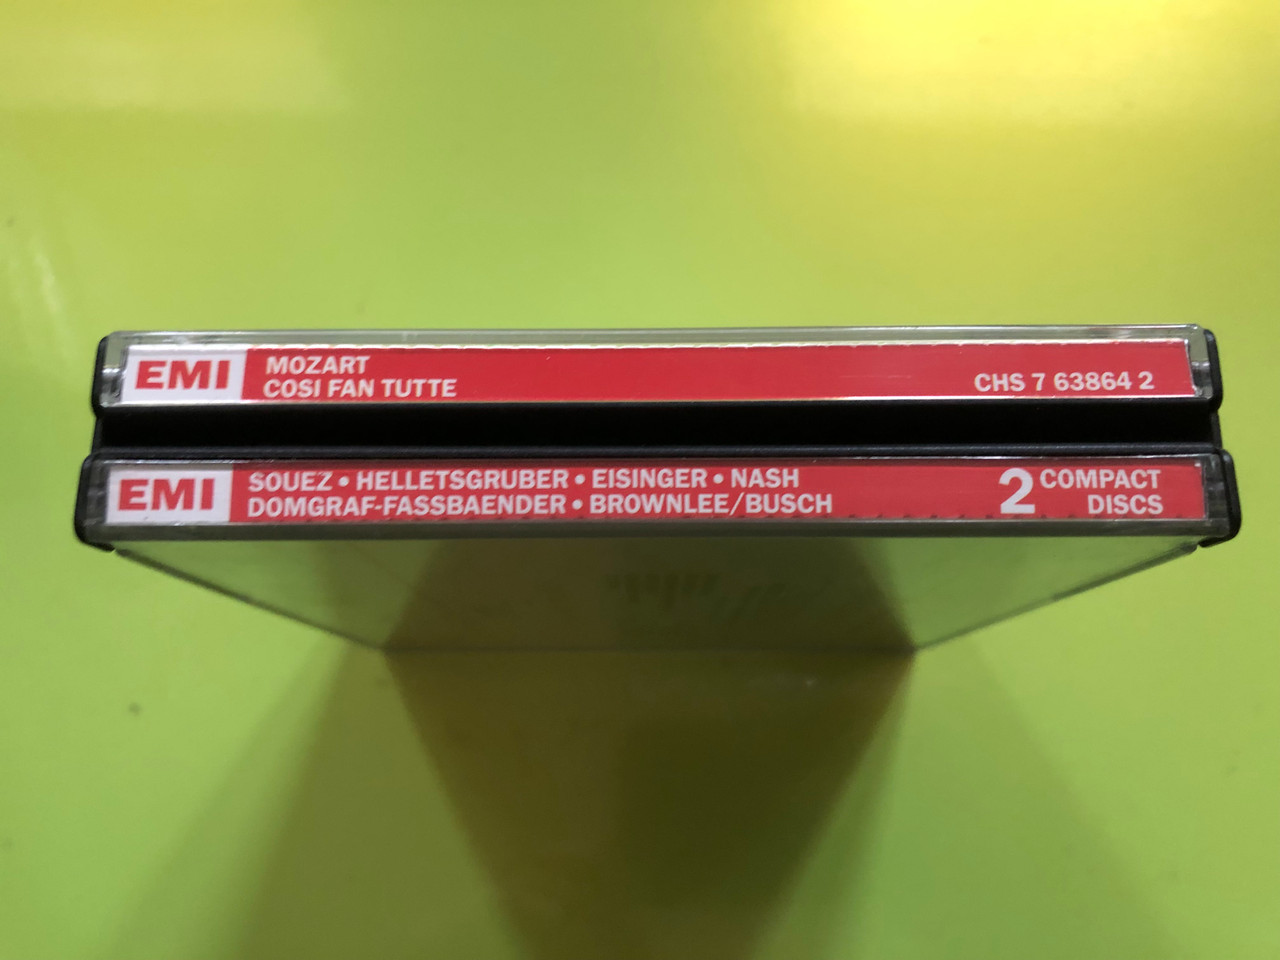 EMI
MOZART
COSI FAN TUTTE
CHS 7 63864 2
EMI
SOUEZ • HELLETSGRUBER • EISINGER • NASH
DOMGRAF-FASSBAENDER • BROWNLEE/BUSCH
2 COMPACT
DISCS